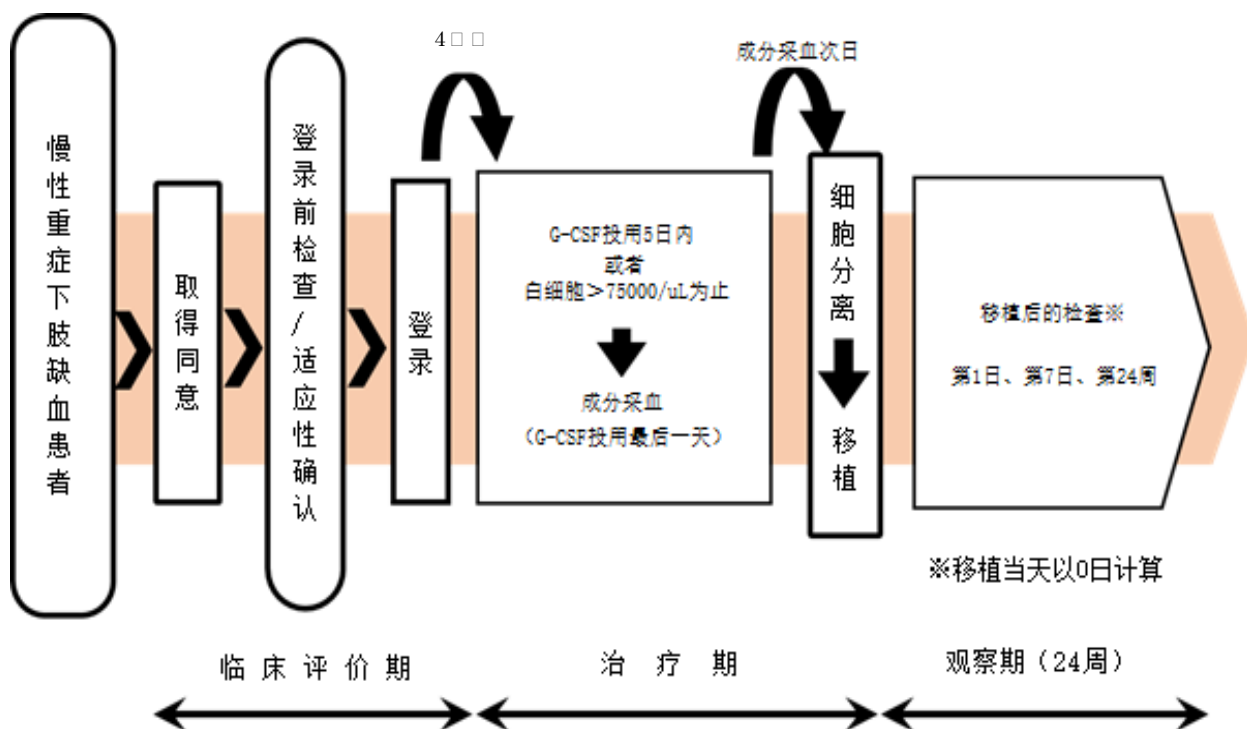 慢性重症下肢缺血患者
取得同意
登录前检查/适应性确认
登录
4□□
G-CSF投用5日内
或者
白细胞＞75000/uL为止
成分采血
（G-CSF投用最后一天）
成分采血次日
细胞分离
移植
移植后的检查※
第1日、第7日、第24周
※移植当天以0日计算
临床评价期
治疗期
观察期（24周）